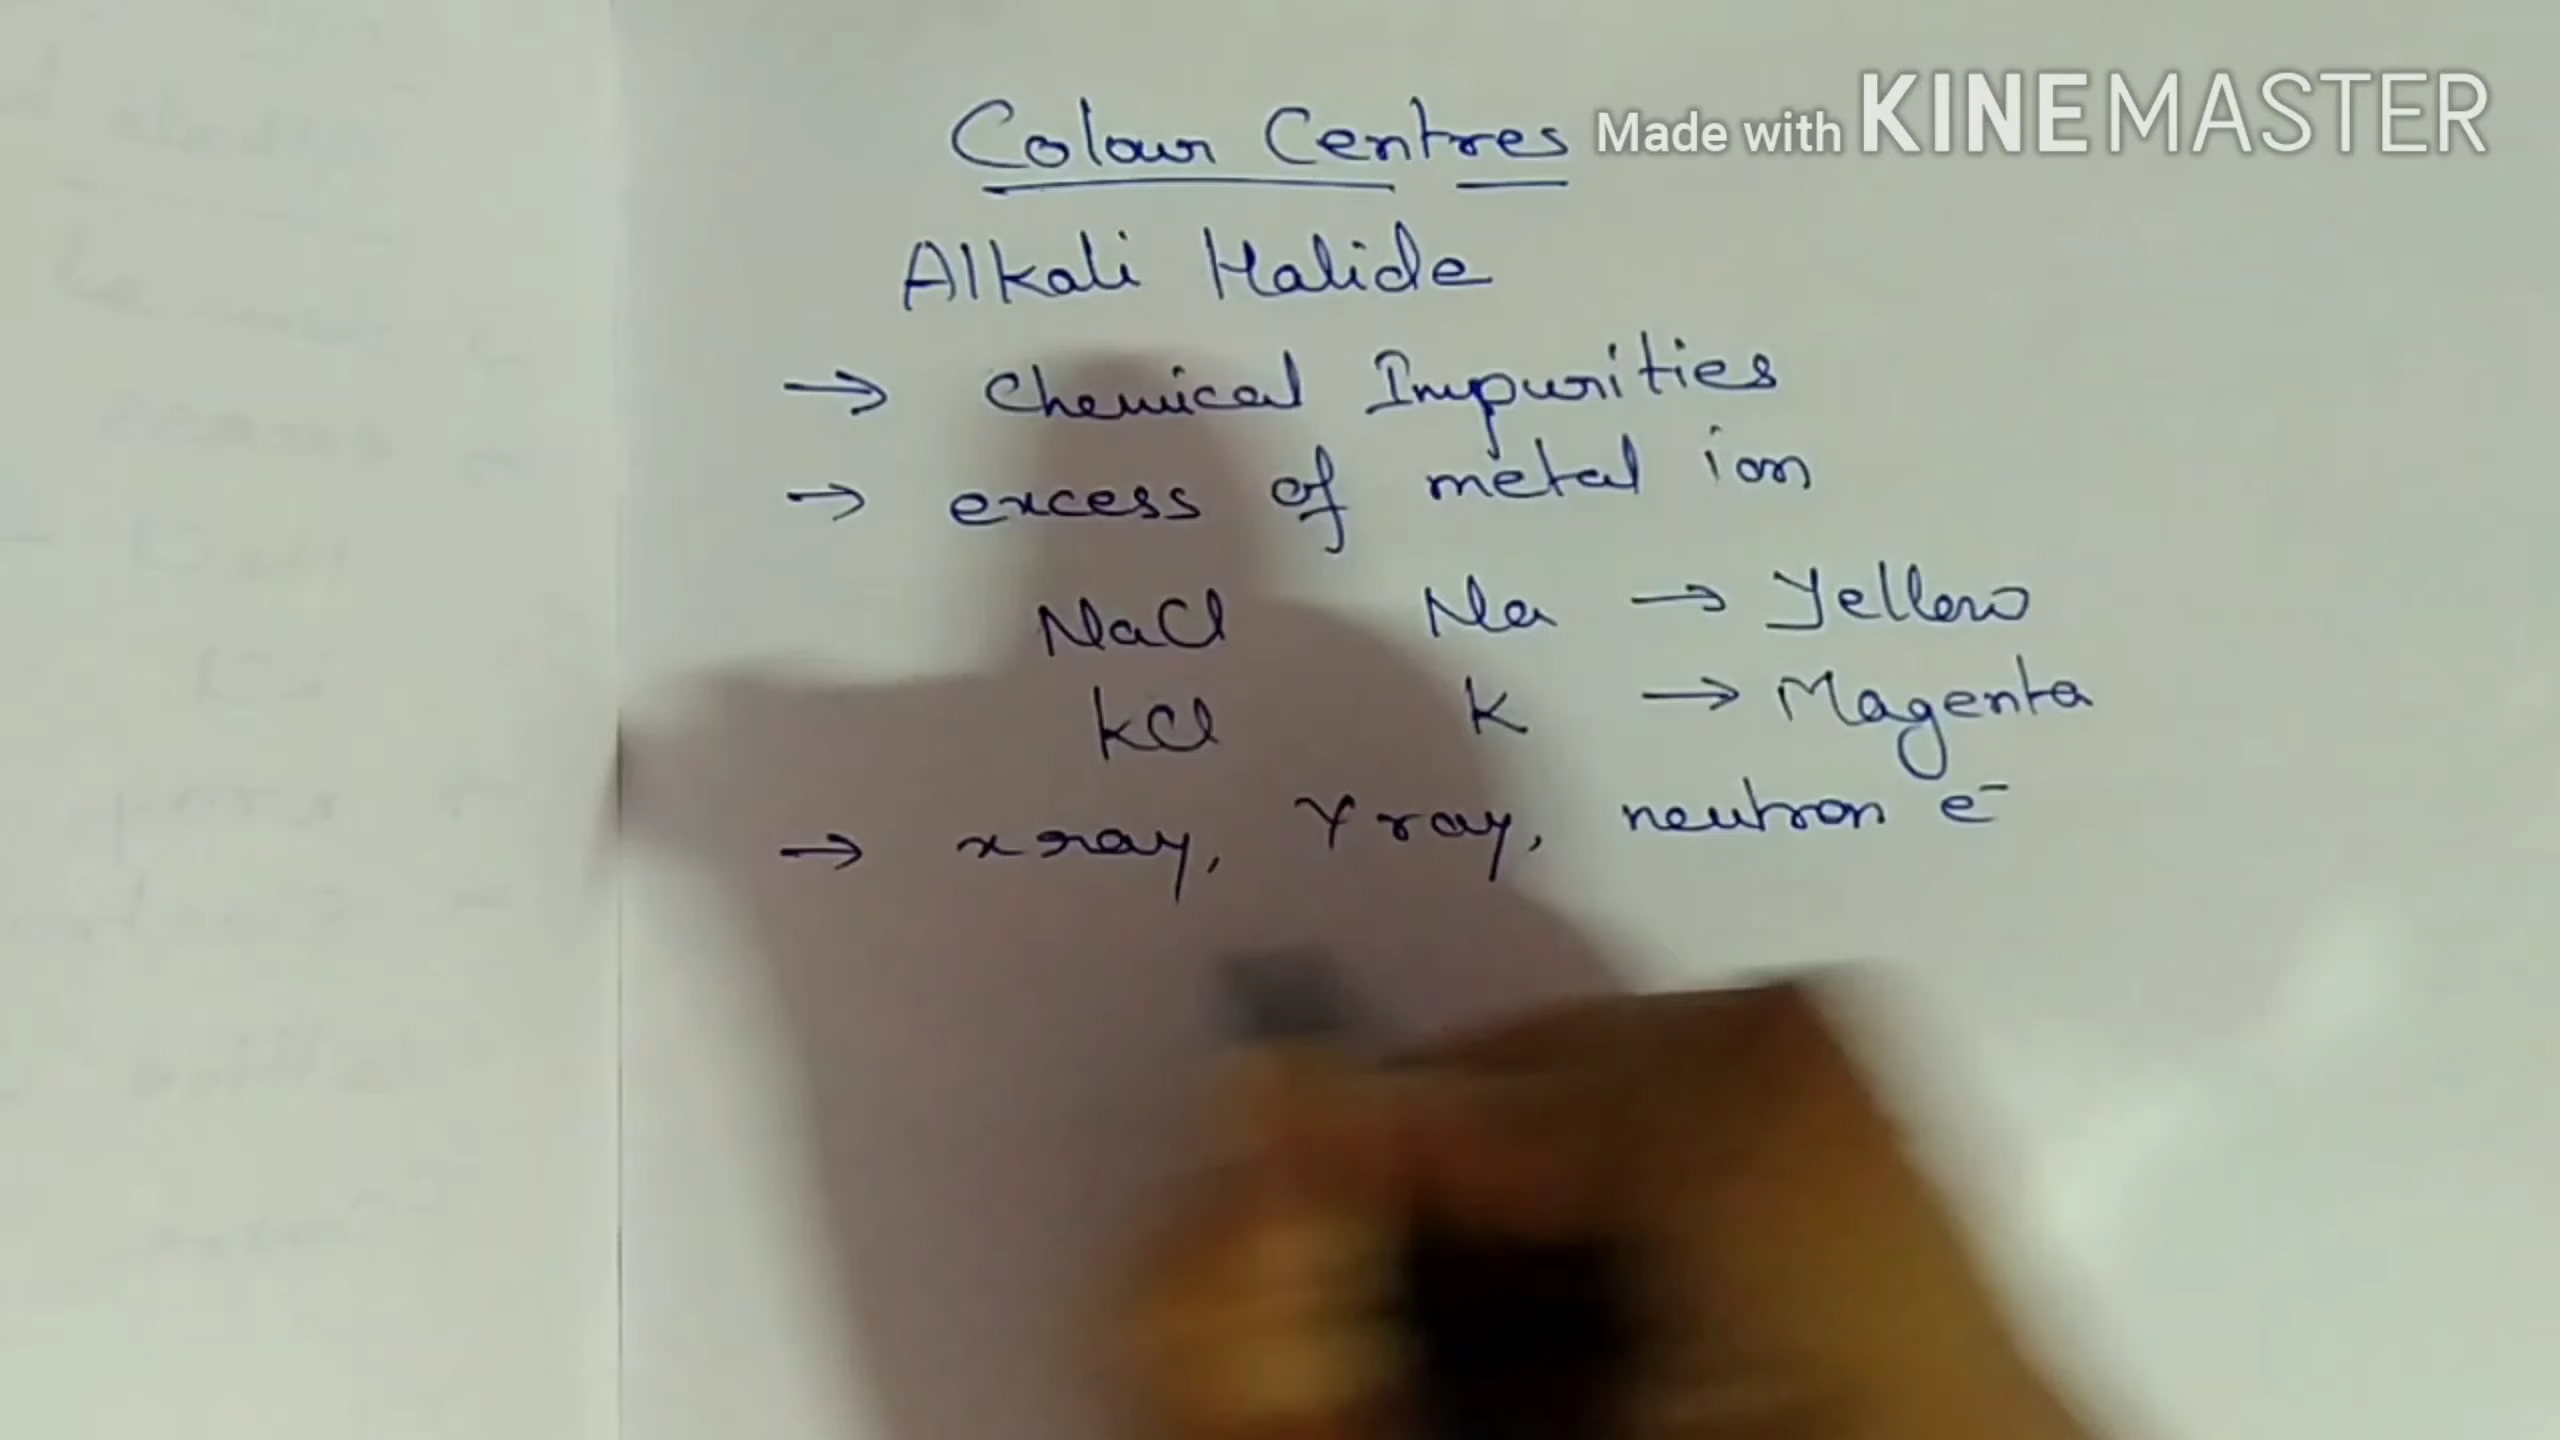 Colour Centres
Made with KINEMASTER
Alkali Halide
→ Chemical Impurities
→ excess of metal ion
NaCl Na → Yellow
KCl K → Magenta
→ x ray, γ ray, neutron e⁻